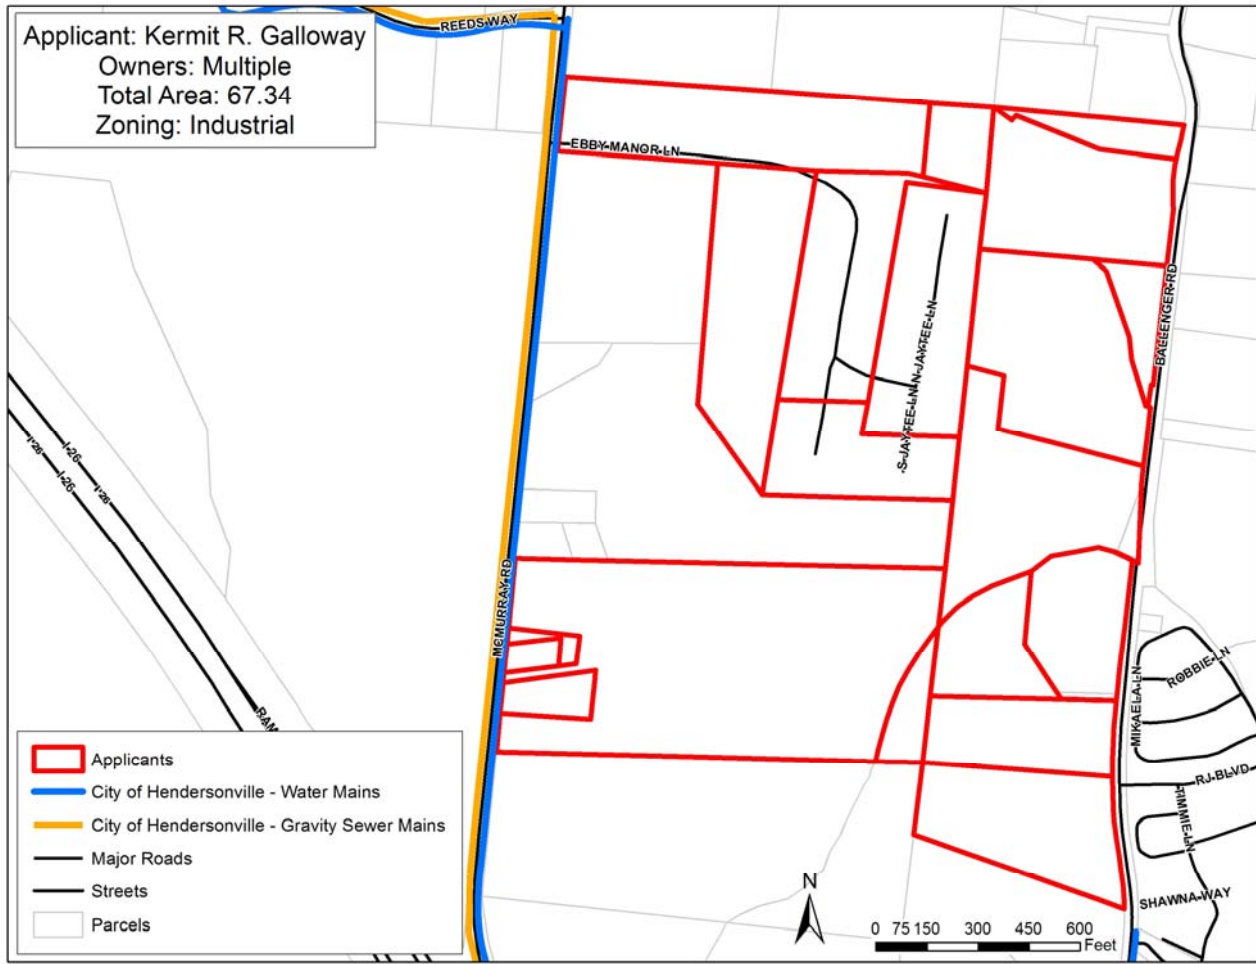 Applicant: Kermit R. Galloway
Owners: Multiple
Total Area: 67.34
Zoning: Industrial
REEDS WAY
EBBY MANOR LN
BALLENGER RD
N JAYTEE LN
S JAYTEE LN
I-26
I-26
I-26
I-26
MCMURRAY RD
ROBBIE LN
MIKAELA LN
RJ BLVD
TIMMIE LN
SHAWNA WAY
Applicants
City of Hendersonville - Water Mains
City of Hendersonville - Gravity Sewer Mains
Major Roads
Streets
Parcels
N
0 75 150 300 450 600
Feet